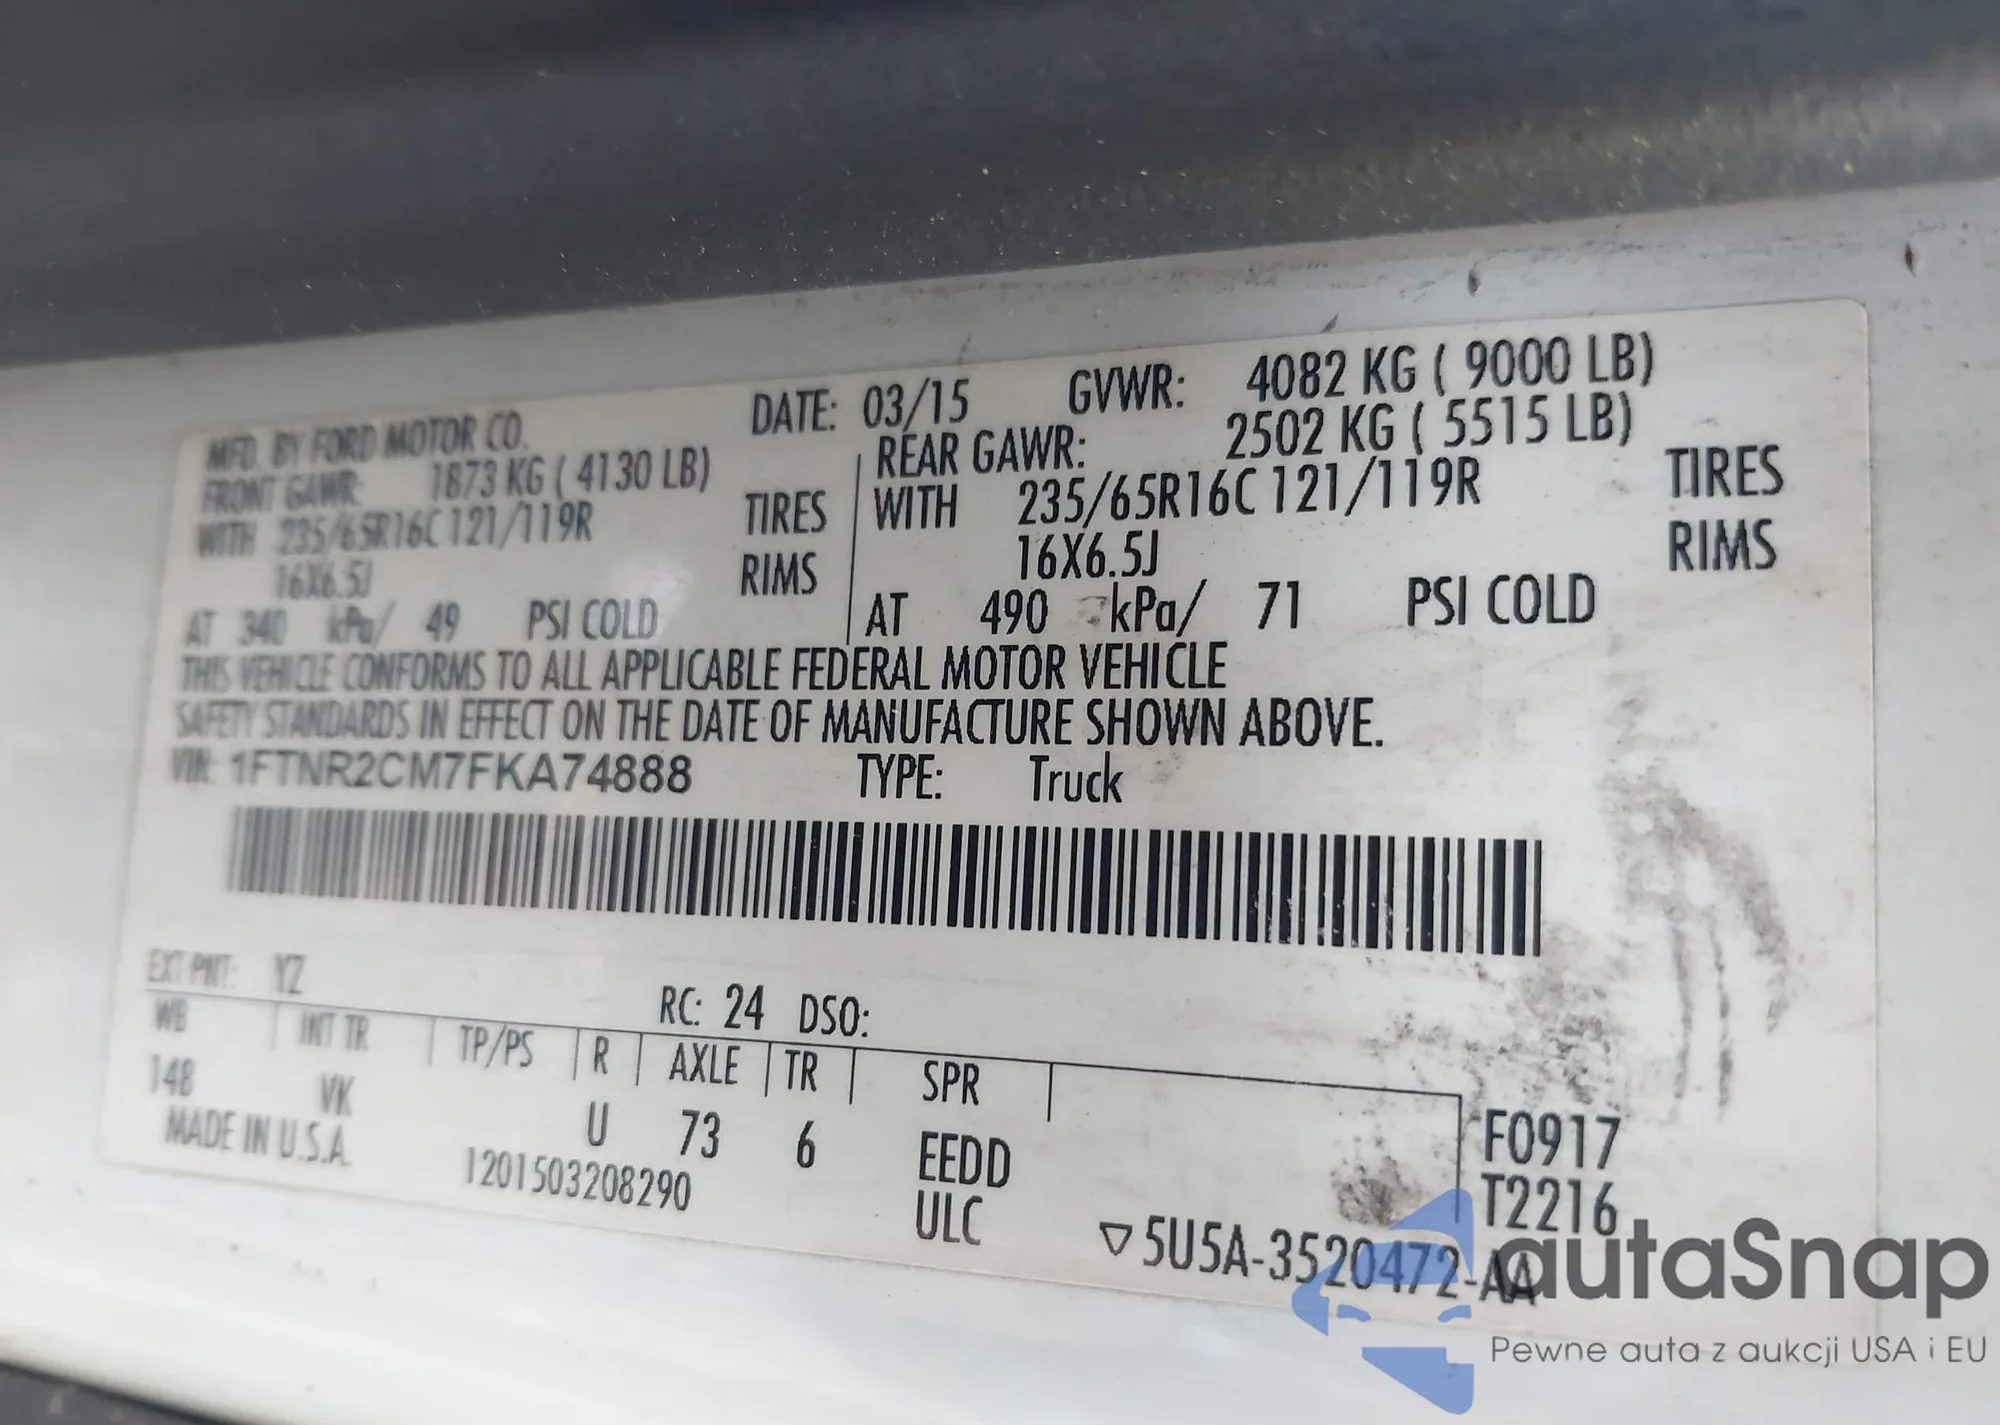 MFD. BY FORD MOTOR CO. DATE: 03/15 GVWR: 4082 KG ( 9000 LB)
FRONT GAWR: 1873 KG ( 4130 LB) REAR GAWR: 2502 KG ( 5515 LB)
WITH 235/65R16C 121/119R TIRES WITH 235/65R16C 121/119R TIRES
16X6.5J RIMS 16X6.5J RIMS
AT 340 kPa/ 49 PSI COLD AT 490 kPa/ 71 PSI COLD
THIS VEHICLE CONFORMS TO ALL APPLICABLE FEDERAL MOTOR VEHICLE
SAFETY STANDARDS IN EFFECT ON THE DATE OF MANUFACTURE SHOWN ABOVE.
VIN: 1FTNR2CM7FKA74888 TYPE: Truck
EXT PNT: YZ RC: 24 DSO:
WB INT TR TP/PS R AXLE TR SPR
148 VK U 73 6 EEDD F0917
MADE IN U.S.A. 1201503208290 ULC T2216
▽5U5A-3520472-AA
autaSnap
Pewne auta z aukcji USA i EU